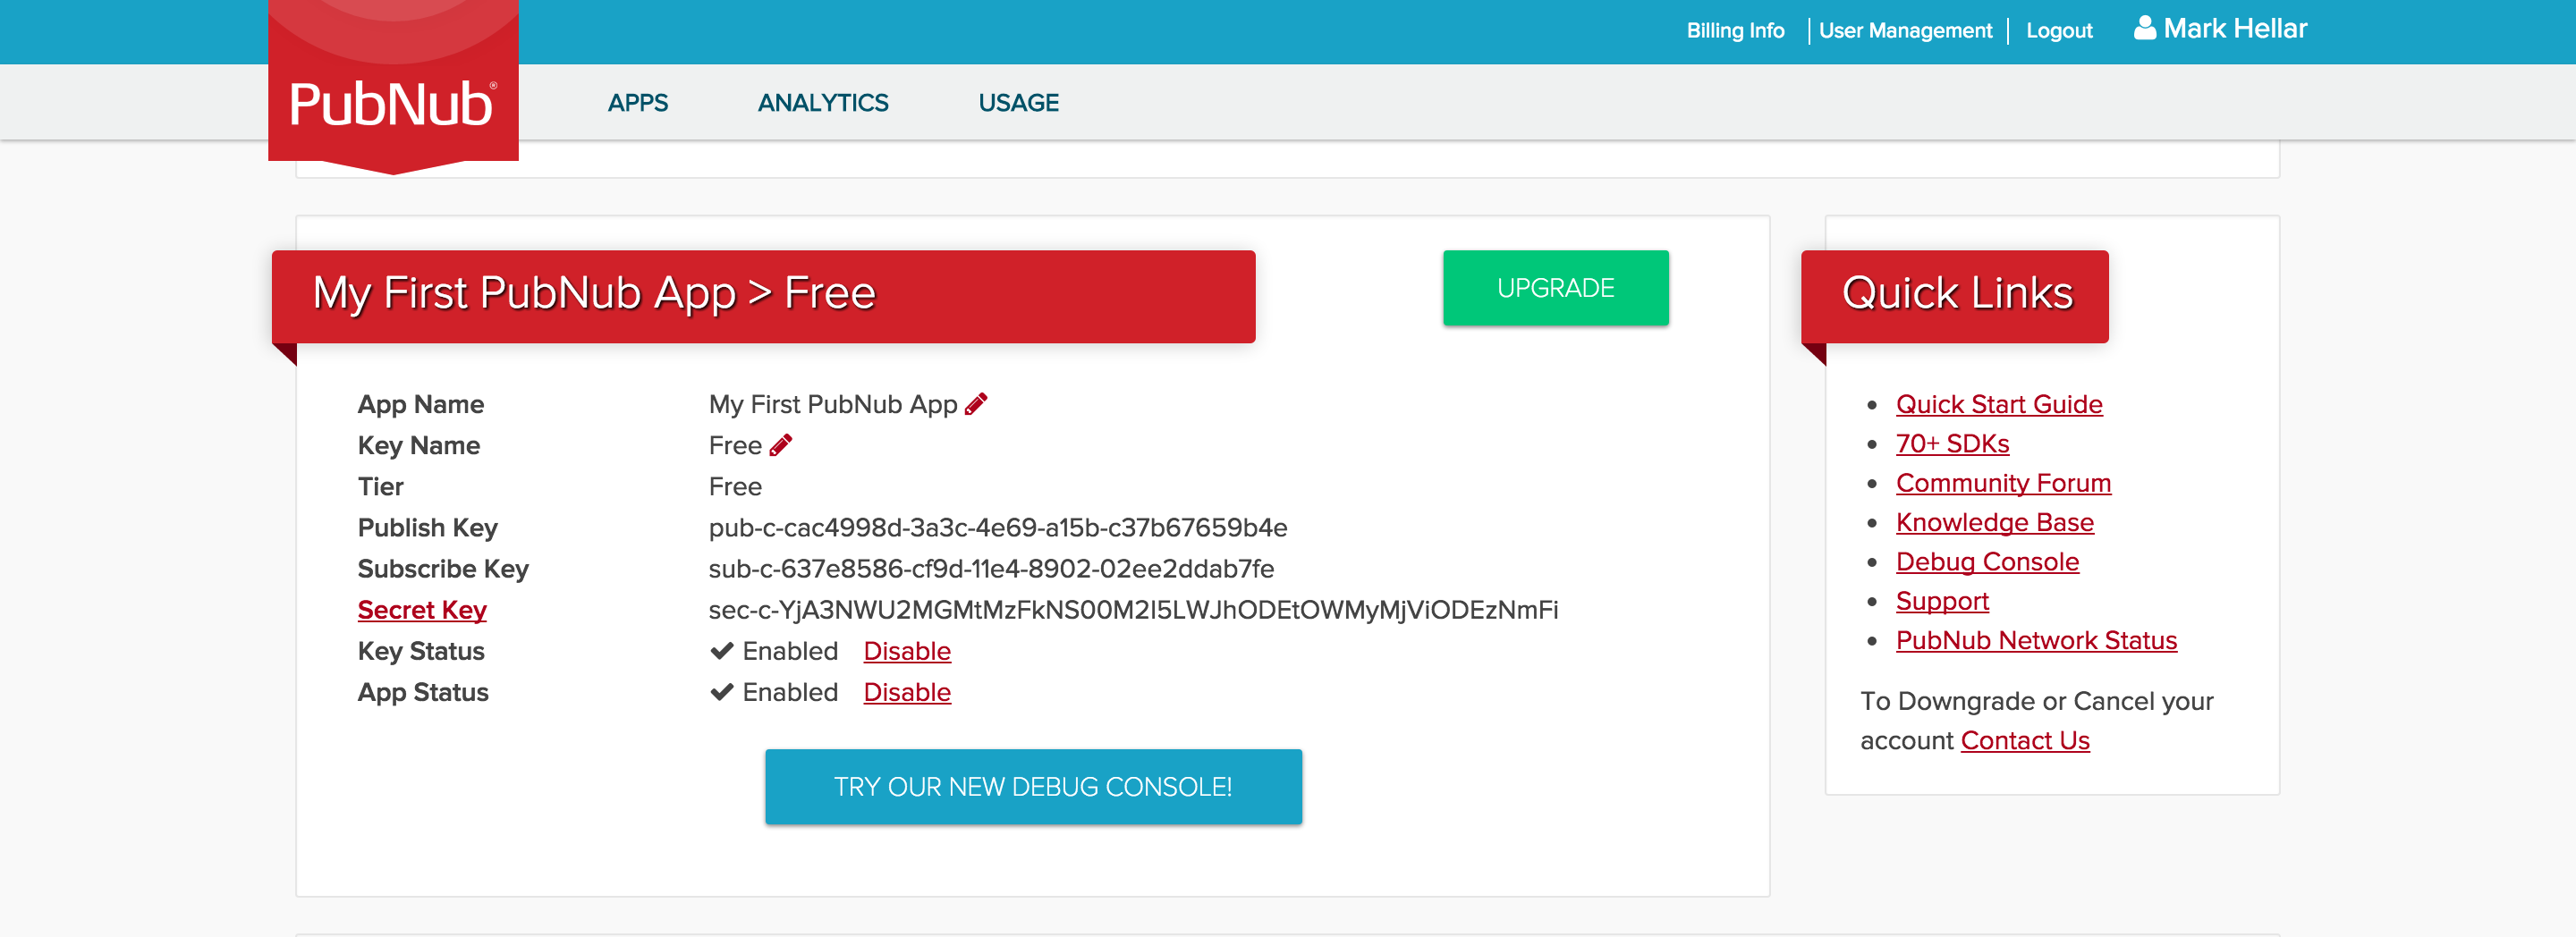 Billing Info
User Management
Logout
Mark Hellar
PubNub®
APPS
ANALYTICS
USAGE
My First PubNub App > Free
UPGRADE
App Name My First PubNub App
Key Name Free
Tier Free
Publish Key pub-c-cac4998d-3a3c-4e69-a15b-c37b67659b4e
Subscribe Key sub-c-637e8586-cf9d-11e4-8902-02ee2ddab7fe
Secret Key sec-c-YjA3NWU2MGMtMzFkNS00M2I5LWJhODEtOWMyMjViODEzNmFi
Key Status Enabled Disable
App Status Enabled Disable
TRY OUR NEW DEBUG CONSOLE!
Quick Links
Quick Start Guide
70+ SDKs
Community Forum
Knowledge Base
Debug Console
Support
PubNub Network Status
To Downgrade or Cancel your
account Contact Us